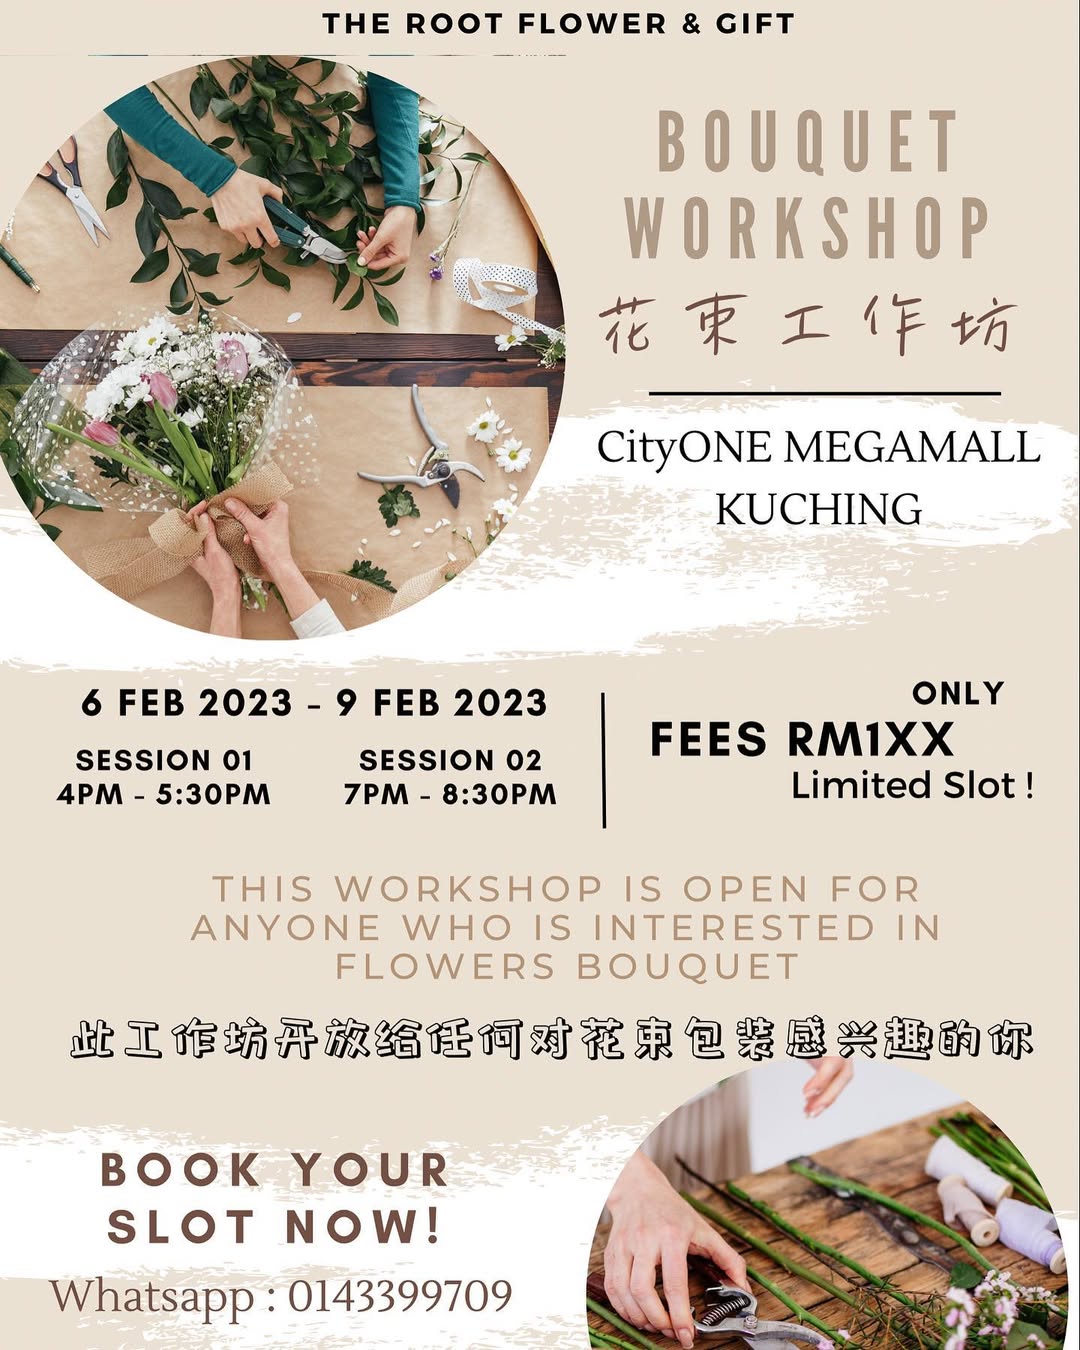 THE ROOT FLOWER & GIFT
BOUQUET
WORKSHOP
花束工作坊
CityONE MEGAMALL
KUCHING
6 FEB 2023 - 9 FEB 2023
SESSION 01
4PM - 5:30PM
SESSION 02
7PM - 8:30PM
ONLY
FEES RM1XX
Limited Slot !
THIS WORKSHOP IS OPEN FOR
ANYONE WHO IS INTERESTED IN
FLOWERS BOUQUET
此工作坊开放给任何对花束包装感兴趣的你
BOOK YOUR
SLOT NOW!
Whatsapp : 0143399709